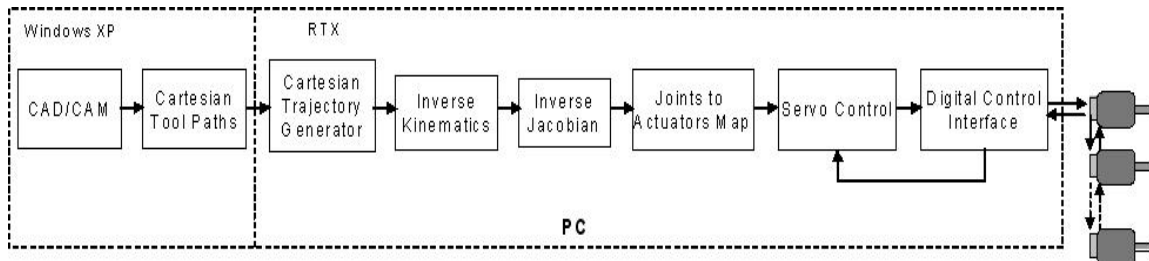 Windows XP
RTX
CAD/CAM
Cartesian
Tool Paths
Cartesian
Trajectory
Generator
Inverse
Kinematics
Inverse
Jacobian
Joints to
Actuators Map
Servo Control
Digital Control
Interface
PC